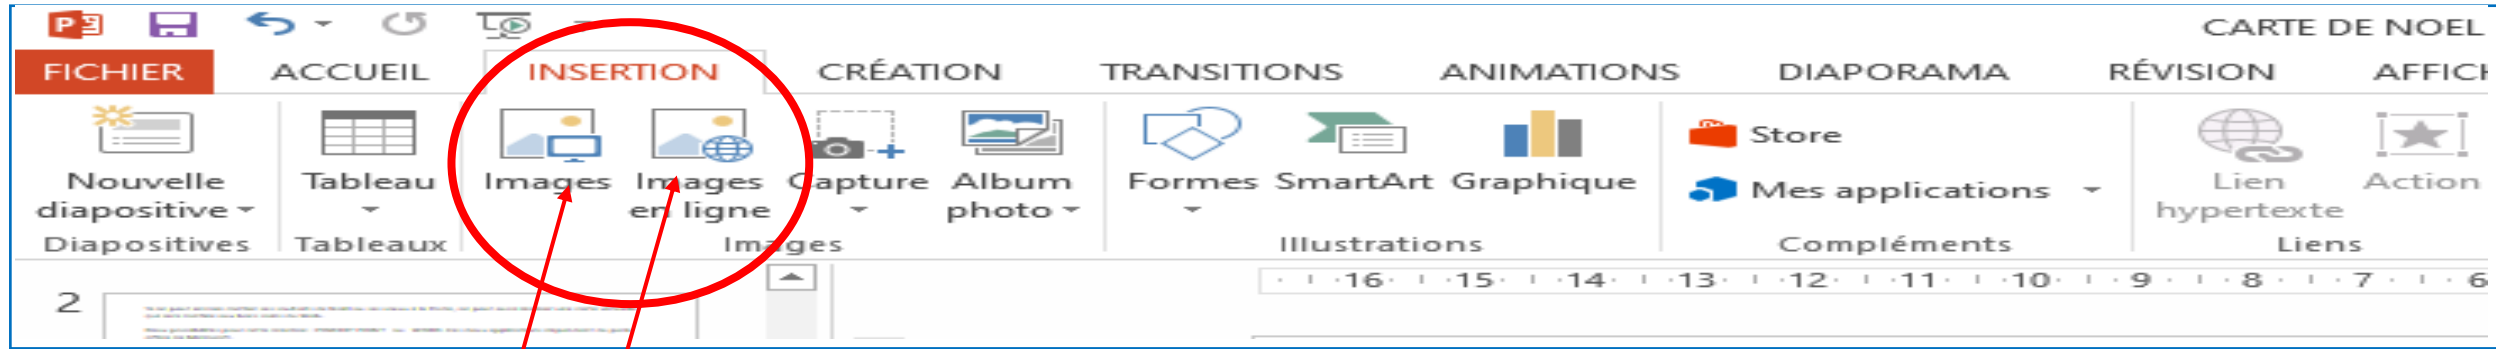 CARTE DE NOEL
FICHIER ACCUEIL INSERTION CRÉATION TRANSITIONS ANIMATIONS DIAPORAMA RÉVISION AFFICH
Nouvelle diapositive
Tableau
Images
Images en ligne
Capture
Album photo
Formes
SmartArt
Graphique
Store
Mes applications
Lien hypertexte
Action
Diapositives Tableaux Images Illustrations Compléments Liens
16 15 14 13 12 11 10 9 8 7 6
2